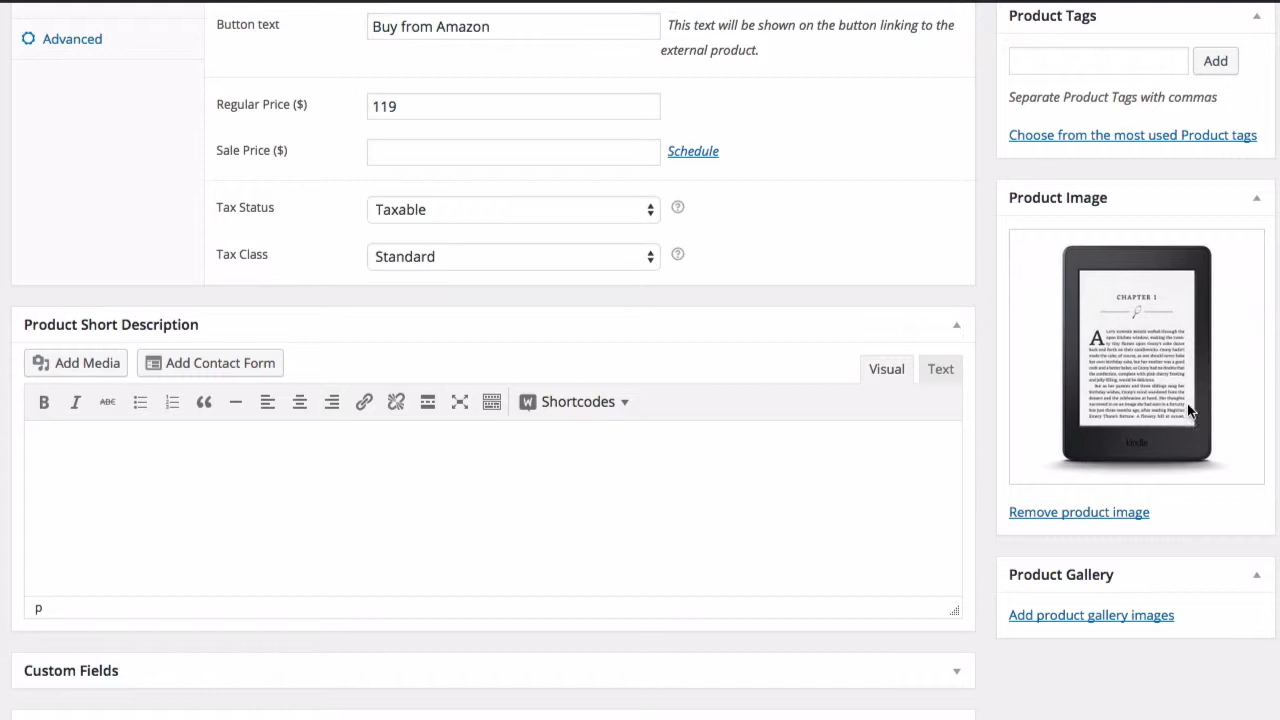 Button text
Buy from Amazon
This text will be shown on the button linking to the
external product.
Advanced
Regular Price ($)
119
Sale Price ($)
Schedule
Tax Status
Taxable
Tax Class
Standard
Product Short Description
Add Media
Add Contact Form
Visual
Text
B
I
ABC
Shortcodes
p
Custom Fields
Product Tags
Add
Separate Product Tags with commas
Choose from the most used Product tags
Product Image
CHAPTER 1
kindle
Remove product image
Product Gallery
Add product gallery images